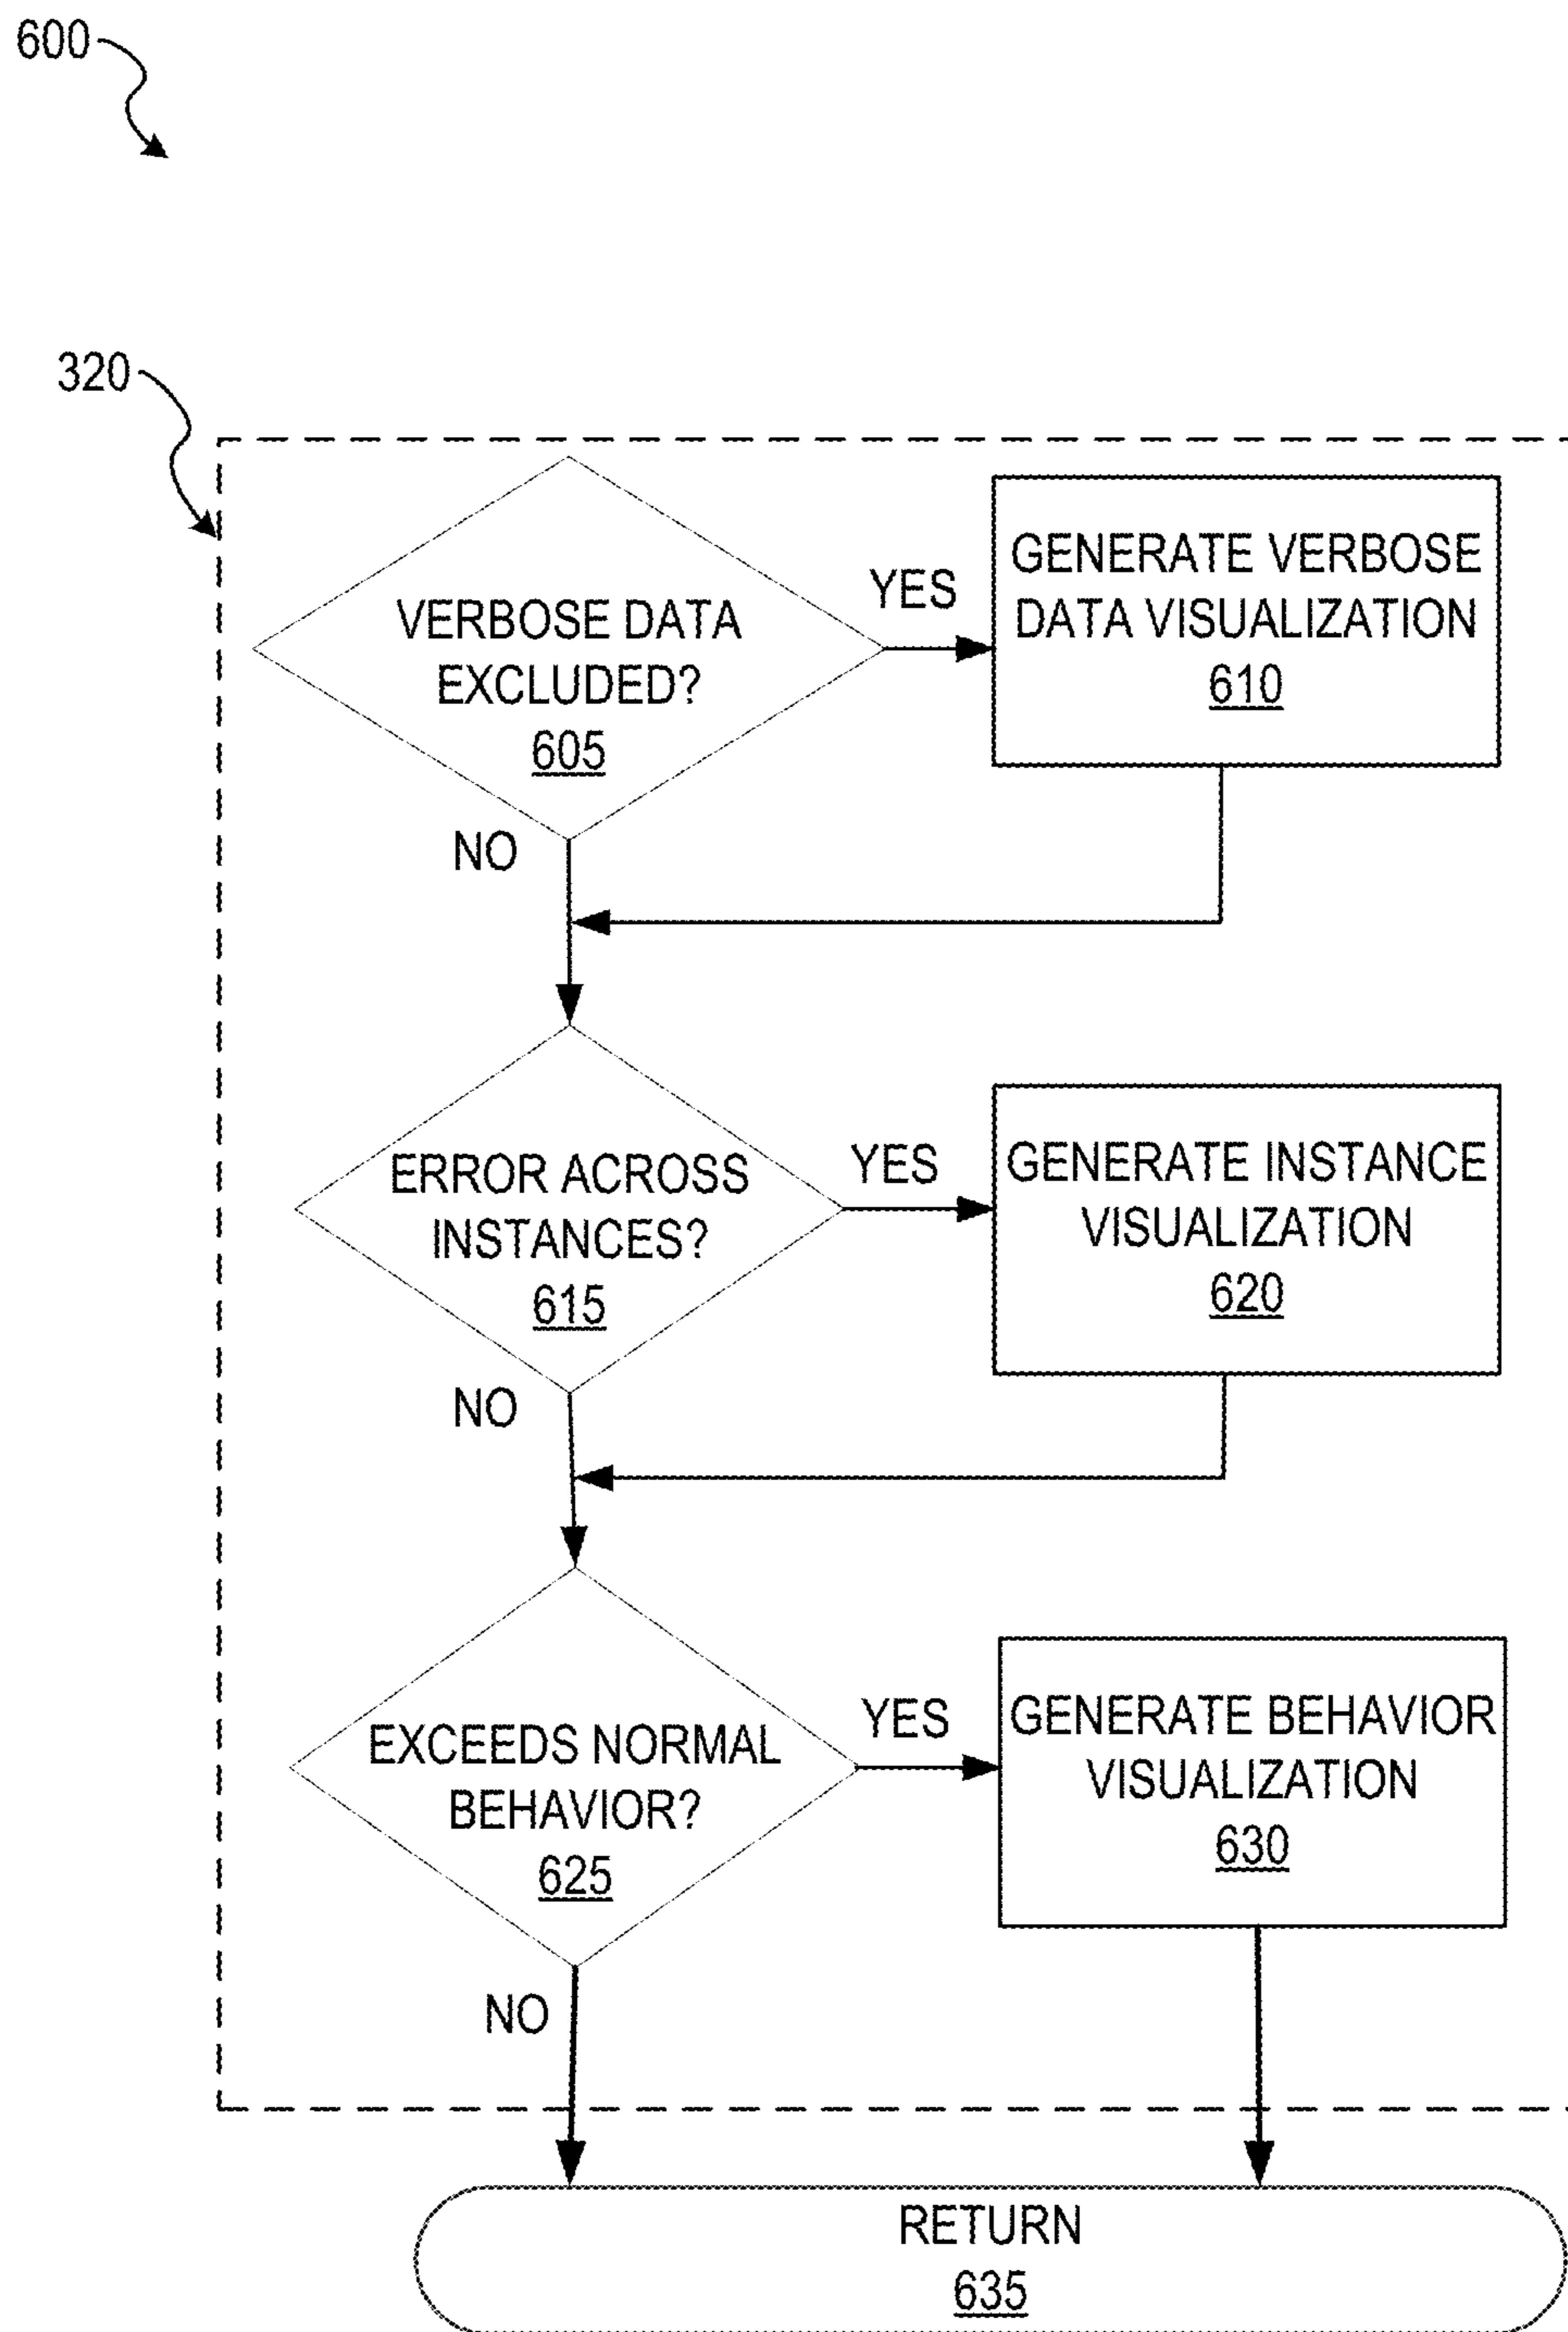 600
320
VERBOSE DATA
EXCLUDED?
605
YES
GENERATE VERBOSE
DATA VISUALIZATION
610
NO
ERROR ACROSS
INSTANCES?
615
YES
GENERATE INSTANCE
VISUALIZATION
620
NO
EXCEEDS NORMAL
BEHAVIOR?
625
YES
GENERATE BEHAVIOR
VISUALIZATION
630
NO
RETURN
635